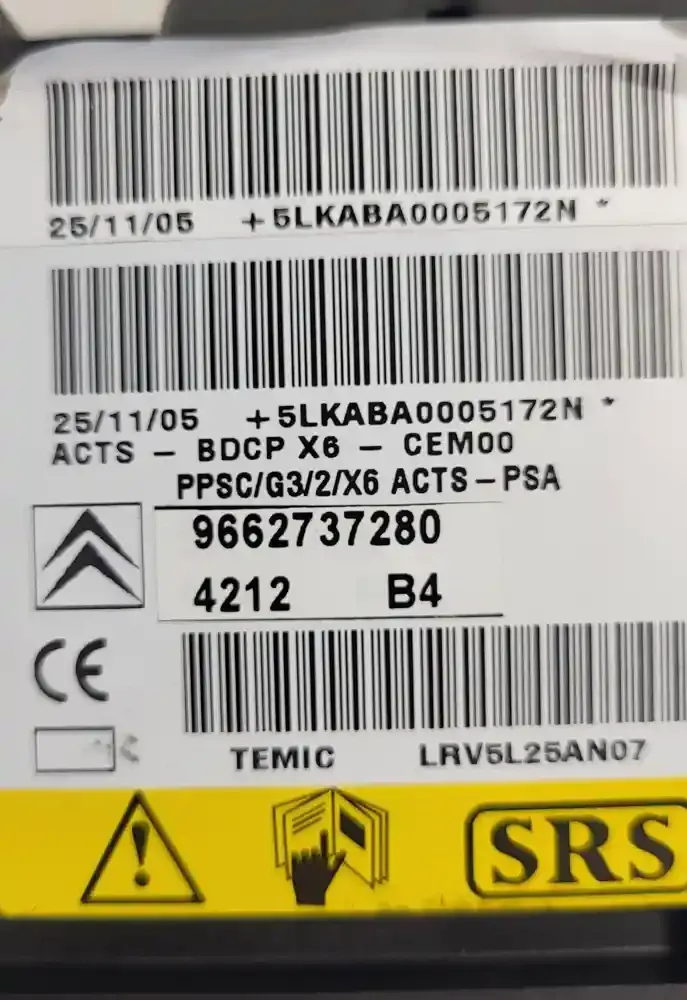 25/11/05 +5LKABA0005172N *
25/11/05 +5LKABA0005172N *
ACTS - BDCP X6 - CEM00
PPSC/G3/2/X6 ACTS-PSA
9662737280
4212 B4
CE
TEMIC LRV5L25AN07
SRS